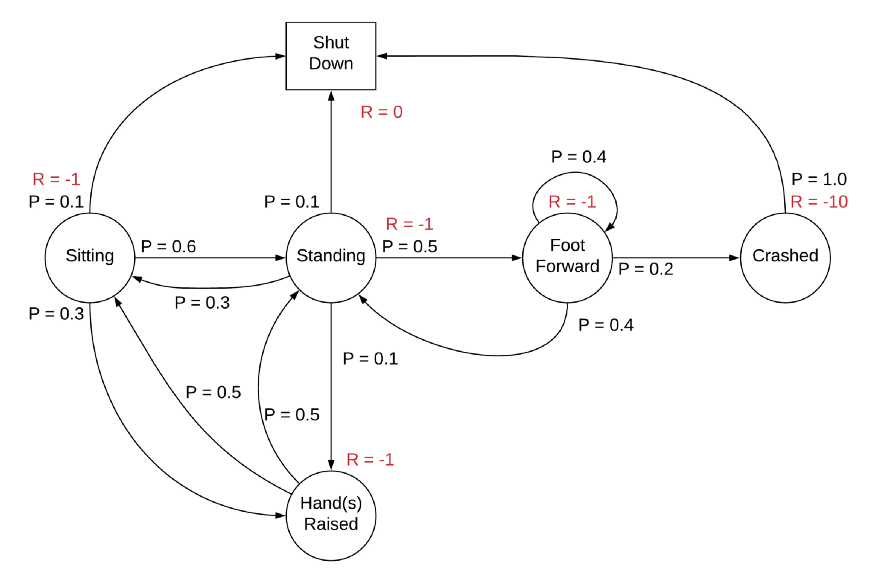 Shut
Down
R = 0
P = 0.4
R = -1
P = 0.1
P = 0.1
R = -1
R = -1
P = 1.0
R = -10
P = 0.6
P = 0.5
Sitting
Standing
Foot
Forward
Crashed
P = 0.2
P = 0.3
P = 0.3
P = 0.4
P = 0.1
P = 0.5
P = 0.5
R = -1
Hand(s)
Raised